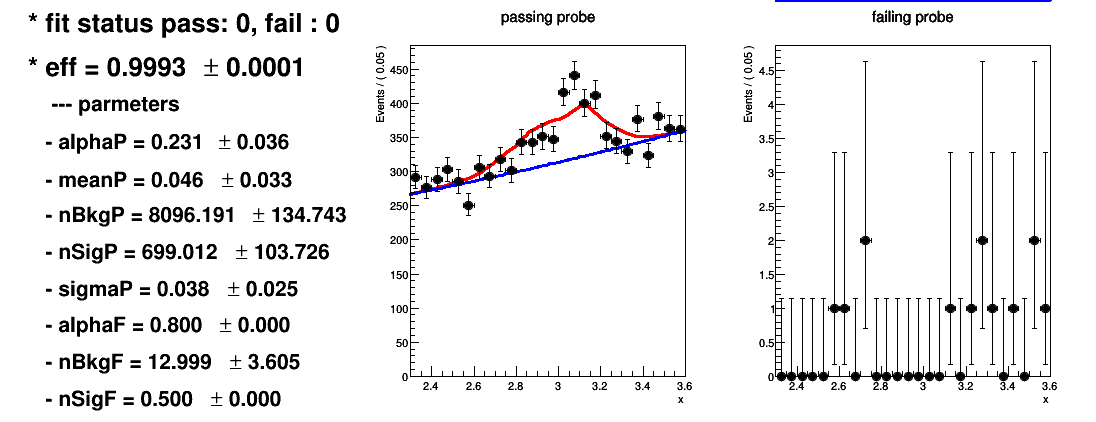 * fit status pass: 0, fail : 0
* eff = 0.9993 ± 0.0001
--- parmeters
- alphaP = 0.231 ± 0.036
- meanP = 0.046 ± 0.033
- nBkgP = 8096.191 ± 134.743
- nSigP = 699.012 ± 103.726
- sigmaP = 0.038 ± 0.025
- alphaF = 0.800 ± 0.000
- nBkgF = 12.999 ± 3.605
- nSigF = 0.500 ± 0.000
passing probe
Events / ( 0.05 )
450
400
350
300
250
200
150
100
50
0
2.4 2.6 2.8 3 3.2 3.4 3.6
x
failing probe
Events / ( 0.05 )
4.5
4
3.5
3
2.5
2
1.5
1
0.5
0
2.4 2.6 2.8 3 3.2 3.4 3.6
x